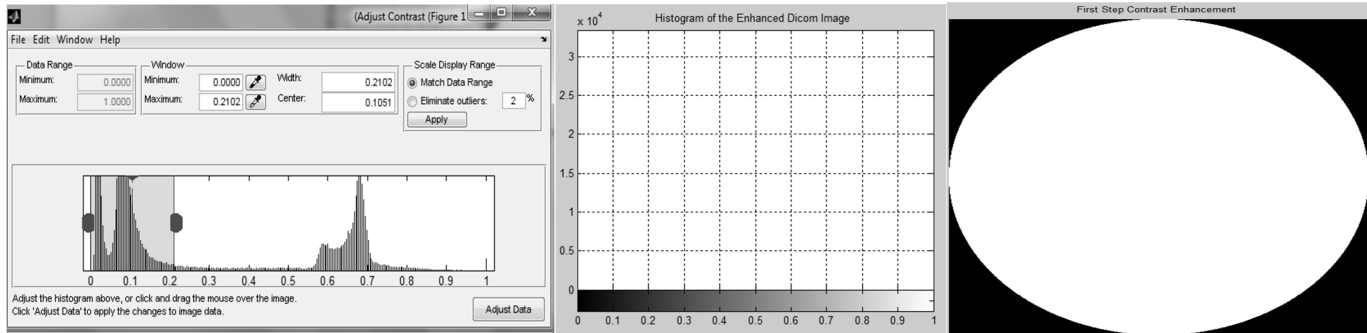 (Adjust Contrast (Figure 1
File Edit Window Help
Data Range
Minimum: 0.0000
Maximum: 1.0000
Window
Minimum: 0.0000
Maximum: 0.2102
Width: 0.2102
Center: 0.1051
Scale Display Range
Match Data Range
Eliminate outliers: 2 %
Apply
0 0.1 0.2 0.3 0.4 0.5 0.6 0.7 0.8 0.9 1
Adjust the histogram above, or click and drag the mouse over the image.
Click 'Adjust Data' to apply the changes to image data.
Adjust Data
Histogram of the Enhanced Dicom Image
x 10^4
3
2.5
2
1.5
1
0.5
0
0 0.1 0.2 0.3 0.4 0.5 0.6 0.7 0.8 0.9 1
First Step Contrast Enhancement